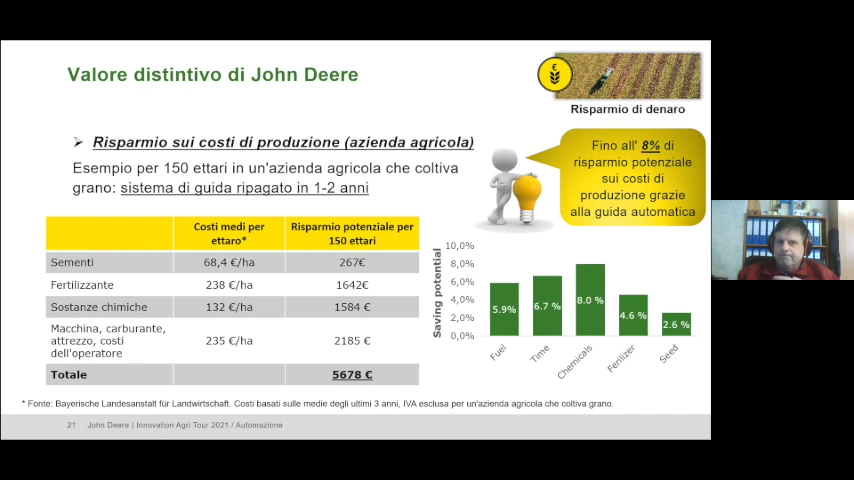 Valore distintivo di John Deere
€
Risparmio di denaro
➢ Risparmio sui costi di produzione (azienda agricola)
Esempio per 150 ettari in un'azienda agricola che coltiva
grano: sistema di guida ripagato in 1-2 anni
Fino all' 8% di
risparmio potenziale
sui costi di
produzione grazie
alla guida automatica
Costi medi per ettaro* Risparmio potenziale per 150 ettari
Sementi 68,4 €/ha 267€
Fertilizzante 238 €/ha 1642€
Sostanze chimiche 132 €/ha 1584 €
Macchina, carburante, attrezzo, costi dell'operatore 235 €/ha 2185 €
Totale 5678 €
Saving potential
10,0%
8,0%
6,0%
4,0%
2,0%
0,0%
5.9% 6.7 % 8.0 % 4.6 % 2.6 %
Fuel Time Chemicals Ferilizer Seed
* Fonte: Bayerische Landesanstalt für Landwirtschaft. Costi basati sulle medie degli ultimi 3 anni, IVA esclusa per un'azienda agricola che coltiva grano.
21 John Deere | Innovation Agri Tour 2021 / Automazione